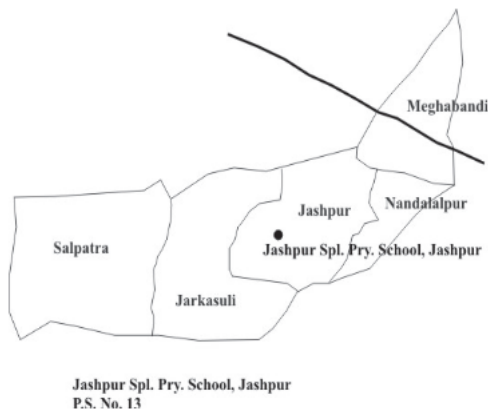 Meghabandi
Nandalalpur
Jashpur
Salpatra
Jashpur Spl. Pry. School, Jashpur
Jarkasuli
Jashpur Spl. Pry. School, Jashpur
P.S. No. 13